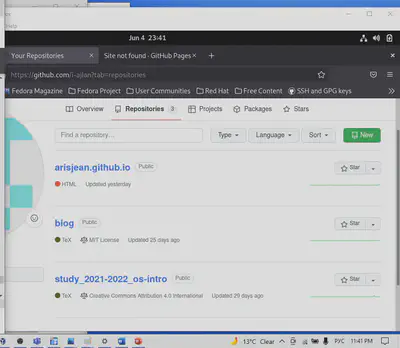 Help
Jun 4 23:41
Your Repositories
Site not found · GitHub Pages
https://github.com/i-ajlan?tab=repositories
Fedora Magazine
Fedora Project
User Communities
Red Hat
Free Content
SSH and GPG keys
Overview
Repositories 3
Projects
Packages
Stars
Find a repository...
Type
Language
Sort
New
arisjean.github.io Public
Star
HTML Updated yesterday
blog Public
Star
TeX MIT License Updated 25 days ago
study_2021-2022_os-intro Public
Star
TeX Creative Commons Attribution 4.0 International Updated 29 days ago
13°C Clear
РУС
11:41 PM